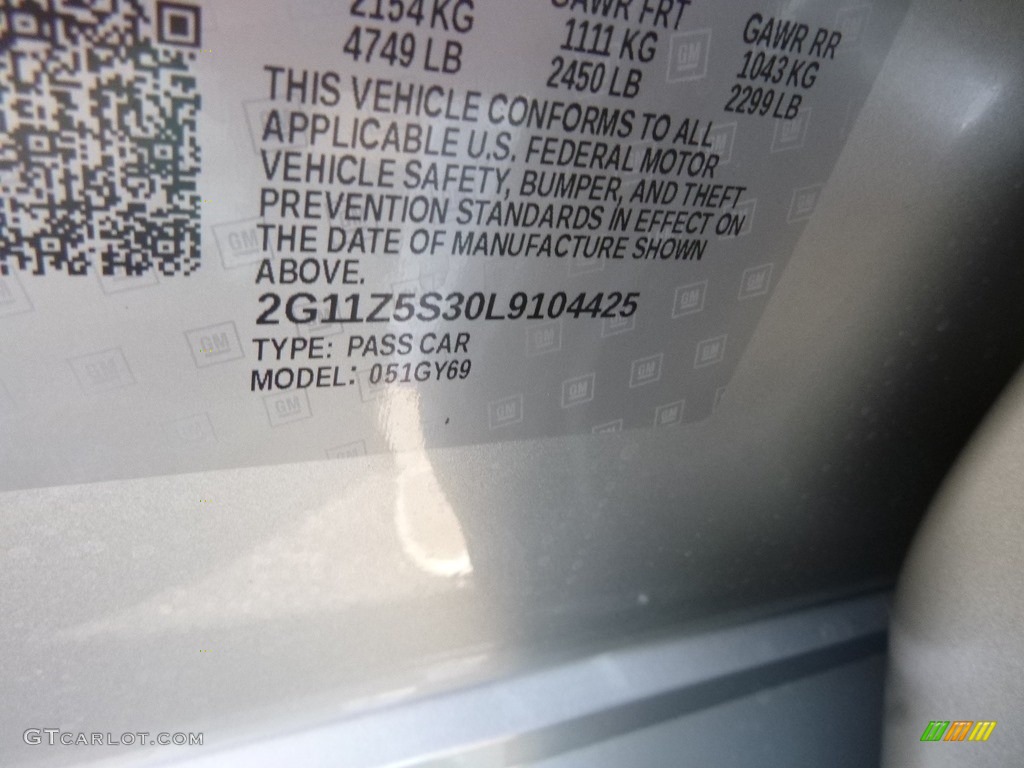 2154 KG
4749 LB
GAWR FRT
1111 KG
2450 LB
GAWR RR
1043 KG
2299 LB
THIS VEHICLE CONFORMS TO ALL
APPLICABLE U.S. FEDERAL MOTOR
VEHICLE SAFETY, BUMPER, AND THEFT
PREVENTION STANDARDS IN EFFECT ON
THE DATE OF MANUFACTURE SHOWN
ABOVE.
2G11Z5S30L9104425
TYPE: PASS CAR
MODEL: 051GY69
GM
GTCARLOT.COM